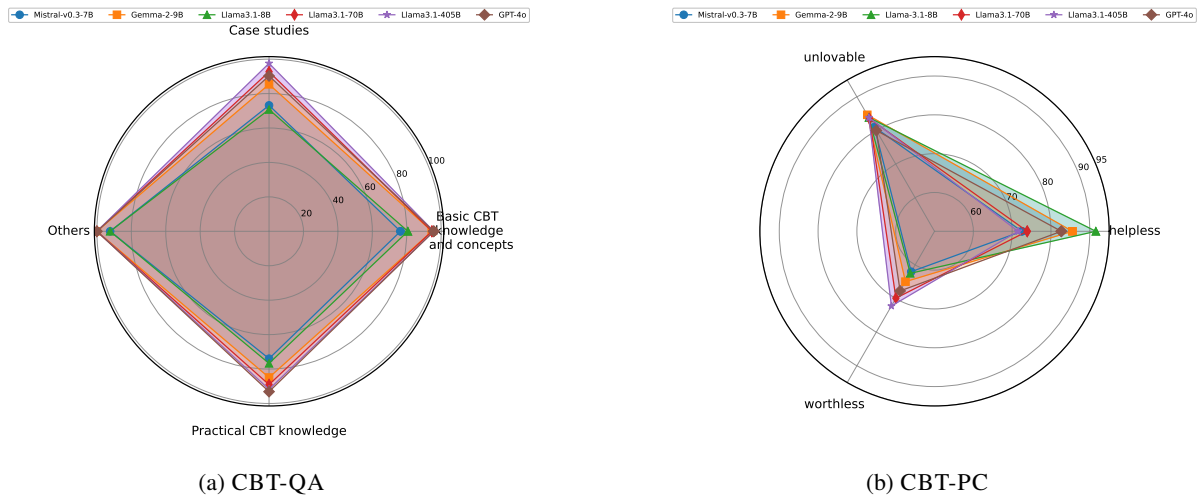 Mistral-v0.3-7B Gemma-2-9B Llama3.1-8B Llama3.1-70B Llama3.1-405B GPT-4o
Case studies
100
80
60
40
20
Others
Basic CBT
knowledge
and concepts
Practical CBT knowledge
(a) CBT-QA
Mistral-v0.3-7B Gemma-2-9B Llama-3.1-8B Llama3.1-70B Llama3.1-405B GPT-4o
unlovable
95
90
80
70
60
helpless
worthless
(b) CBT-PC